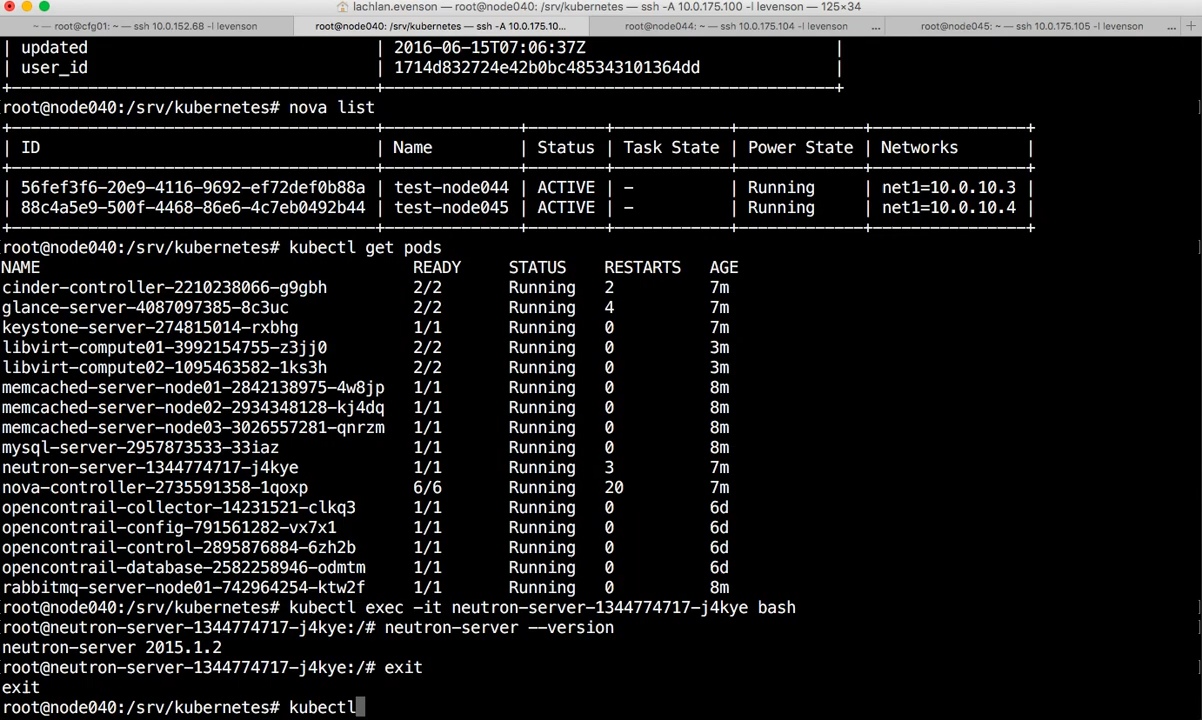 lachlan.evenson — root@node040: /srv/kubernetes — ssh -A 10.0.175.100 -l levenson — 125×34
~ — root@cfg01: ~ — ssh 10.0.152.68 -l levenson
root@node040: /srv/kubernetes — ssh -A 10.0.175.10...
root@node044: ~ — ssh 10.0.175.104 -l levenson ...
root@node045: ~ — ssh 10.0.175.105 -l levenson ... +
| updated | 2016-06-15T07:06:37Z |
| user_id | 1714d832724e42b0bc485343101364dd |
+--------------------------------------+----------------------------------------------------------+
root@node040:/srv/kubernetes# nova list
+--------------------------------------+--------------+--------+------------+-------------+----------------+
| ID | Name | Status | Task State | Power State | Networks |
+--------------------------------------+--------------+--------+------------+-------------+----------------+
| 56fef3f6-20e9-4116-9692-ef72def0b88a | test-node044 | ACTIVE | - | Running | net1=10.0.10.3 |
| 88c4a5e9-500f-4468-86e6-4c7eb0492b44 | test-node045 | ACTIVE | - | Running | net1=10.0.10.4 |
+--------------------------------------+--------------+--------+------------+-------------+----------------+
root@node040:/srv/kubernetes# kubectl get pods
NAME READY STATUS RESTARTS AGE
cinder-controller-2210238066-g9gbh 2/2 Running 2 7m
glance-server-4087097385-8c3uc 2/2 Running 4 7m
keystone-server-274815014-rxbhg 1/1 Running 0 7m
libvirt-compute01-3992154755-z3jj0 2/2 Running 0 3m
libvirt-compute02-1095463582-1ks3h 2/2 Running 0 3m
memcached-server-node01-2842138975-4w8jp 1/1 Running 0 8m
memcached-server-node02-2934348128-kj4dq 1/1 Running 0 8m
memcached-server-node03-3026557281-qnrzm 1/1 Running 0 8m
mysql-server-2957873533-33iaz 1/1 Running 0 8m
neutron-server-1344774717-j4kye 1/1 Running 3 7m
nova-controller-2735591358-1qoxp 6/6 Running 20 7m
opencontrail-collector-14231521-clkq3 1/1 Running 0 6d
opencontrail-config-791561282-vx7x1 1/1 Running 0 6d
opencontrail-control-2895876884-6zh2b 1/1 Running 0 6d
opencontrail-database-2582258946-odmtm 1/1 Running 0 6d
rabbitmq-server-node01-742964254-ktw2f 1/1 Running 0 8m
root@node040:/srv/kubernetes# kubectl exec -it neutron-server-1344774717-j4kye bash
root@neutron-server-1344774717-j4kye:/# neutron-server --version
neutron-server 2015.1.2
root@neutron-server-1344774717-j4kye:/# exit
exit
root@node040:/srv/kubernetes# kubectl